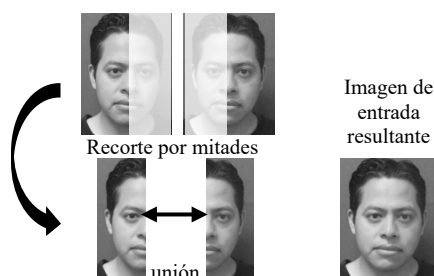 Recorte por mitades
unión
Imagen de
entrada
resultante